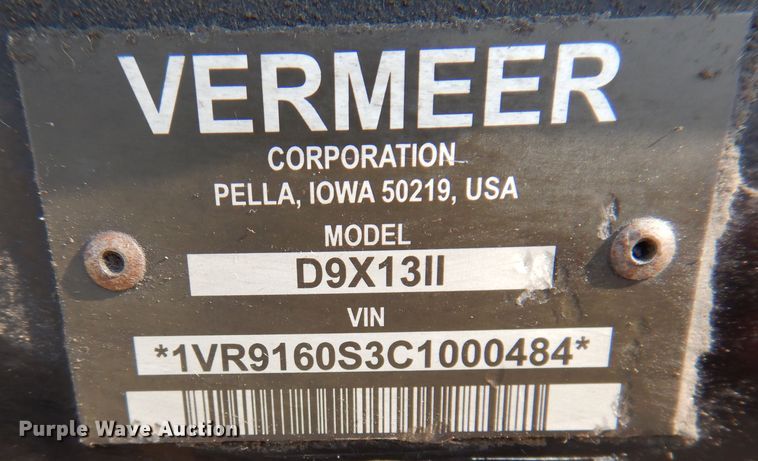 VERMEER
CORPORATION
PELLA, IOWA 50219, USA
MODEL
D9X13II
VIN
*1VR9160S3C1000484*
Purple Wave Auction